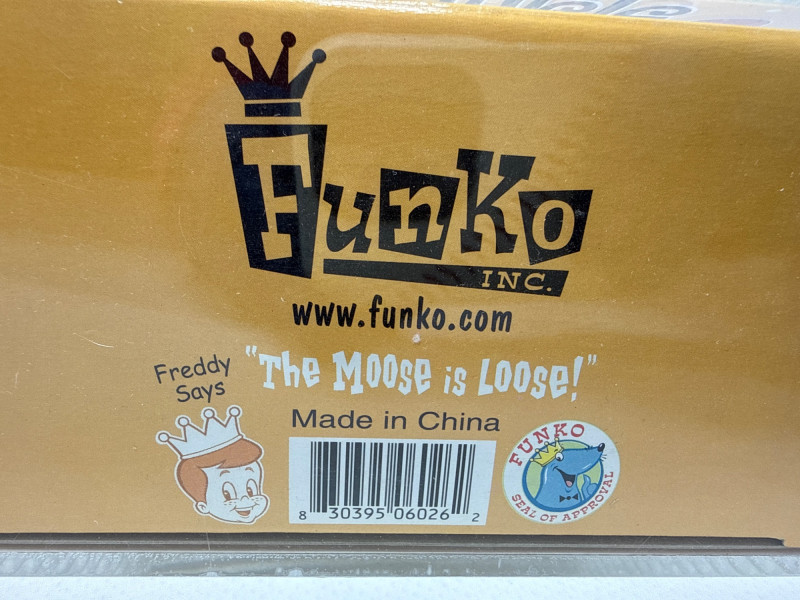 Funko
INC.
www.funko.com
Freddy
Says
"The Moose is Loose!"
Made in China
8 30395 06026 2
FUNKO
SEAL OF APPROVAL